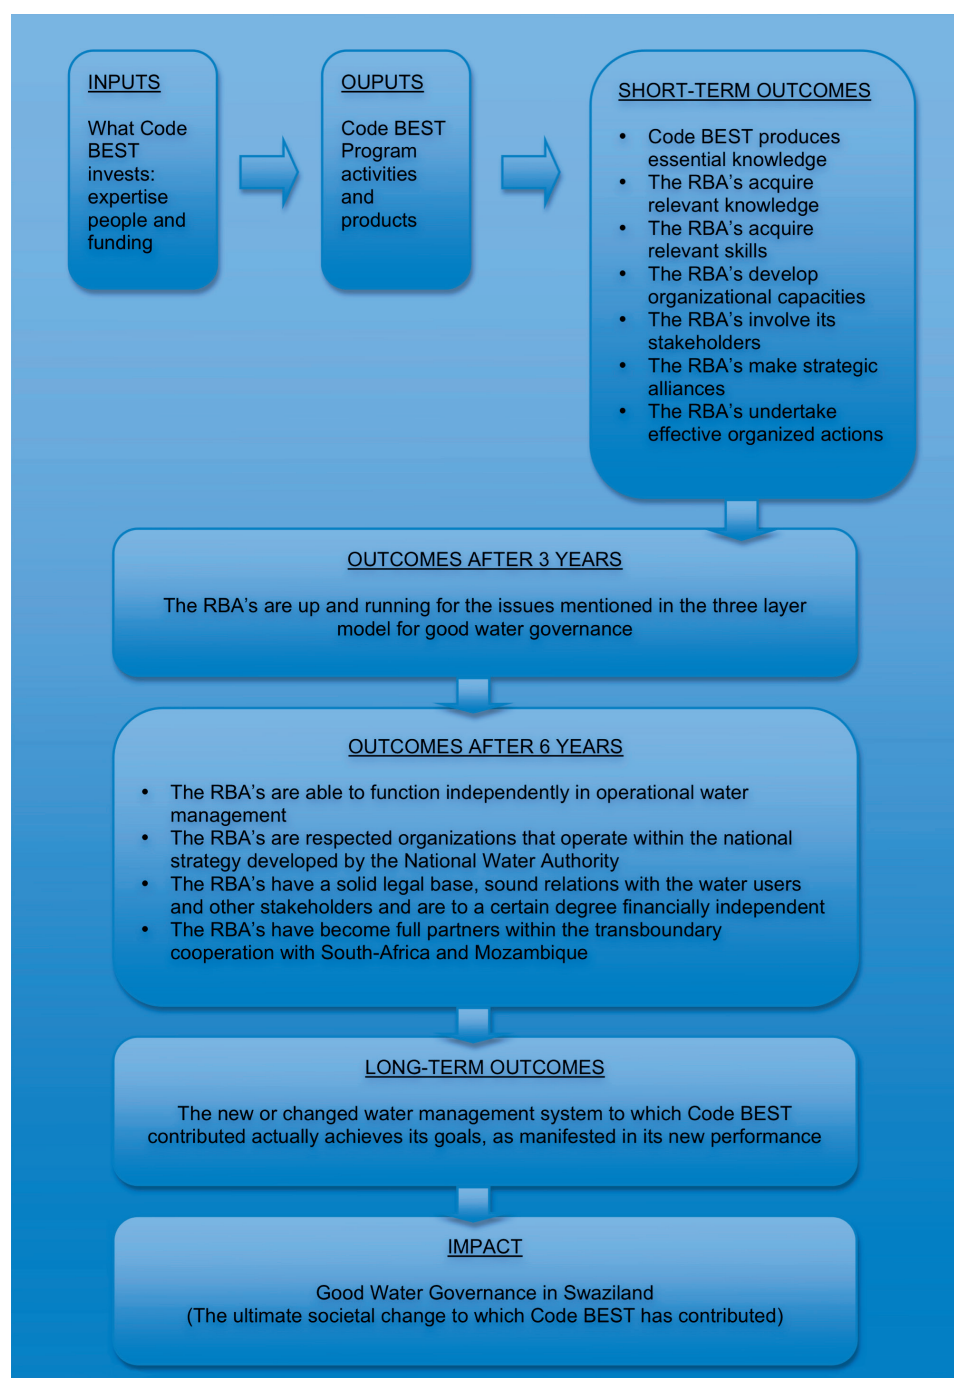 INPUTS
What Code
BEST
invests:
expertise
people and
funding
OUPUTS
Code BEST
Program
activities
and
products
SHORT-TERM OUTCOMES
• Code BEST produces
essential knowledge
• The RBA's acquire
relevant knowledge
• The RBA's acquire
relevant skills
• The RBA's develop
organizational capacities
• The RBA's involve its
stakeholders
• The RBA's make strategic
alliances
• The RBA's undertake
effective organized actions
OUTCOMES AFTER 3 YEARS
The RBA's are up and running for the issues mentioned in the three layer
model for good water governance
OUTCOMES AFTER 6 YEARS
• The RBA's are able to function independently in operational water
management
• The RBA's are respected organizations that operate within the national
strategy developed by the National Water Authority
• The RBA's have a solid legal base, sound relations with the water users
and other stakeholders and are to a certain degree financially independent
• The RBA's have become full partners within the transboundary
cooperation with South-Africa and Mozambique
LONG-TERM OUTCOMES
The new or changed water management system to which Code BEST
contributed actually achieves its goals, as manifested in its new performance
IMPACT
Good Water Governance in Swaziland
(The ultimate societal change to which Code BEST has contributed)